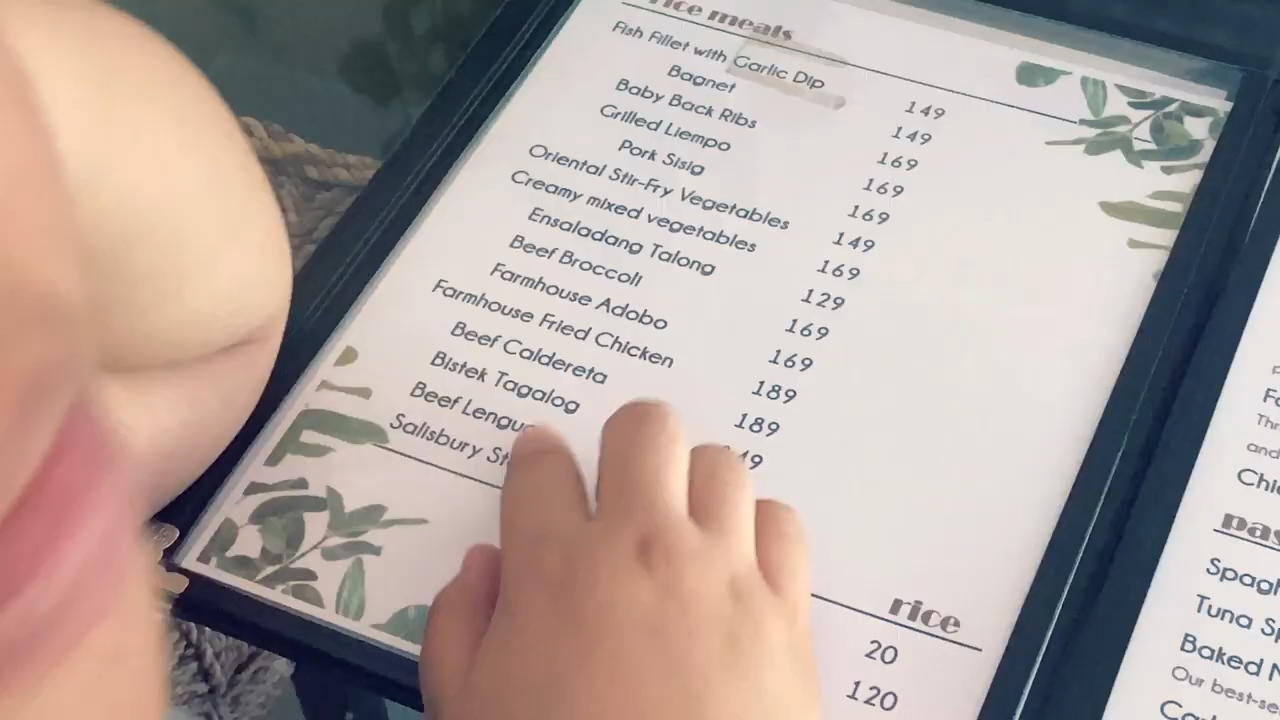 rice meals
Fish Fillet with Garlic Dip 149
Bagnet 149
Baby Back Ribs 169
Grilled Liempo 169
Pork Sisig 169
Oriental Stir-Fry Vegetables 149
Creamy mixed vegetables 169
Ensaladang Talong 129
Beef Broccoli 169
Farmhouse Adobo 169
Farmhouse Fried Chicken 189
Beef Caldereta 189
Bistek Tagalog 49
Beef Lengua
Salisbury
rice
20
120
and
Tuna
Baked
Our best-se